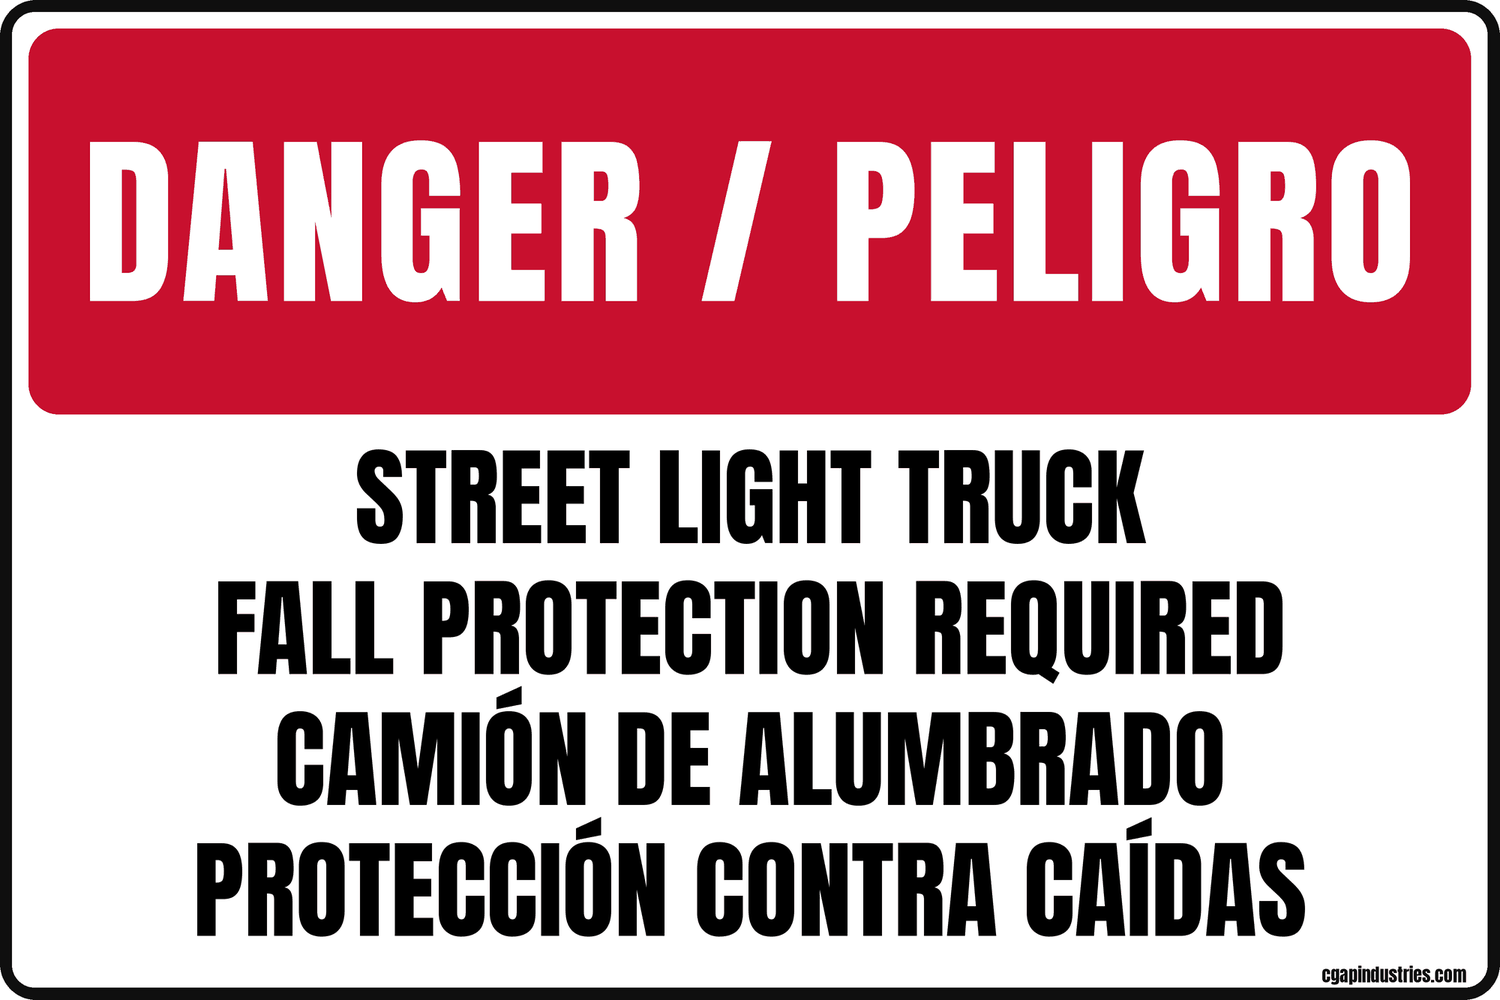 DANGER / PELIGRO
STREET LIGHT TRUCK
FALL PROTECTION REQUIRED
CAMIÓN DE ALUMBRADO
PROTECCIÓN CONTRA CAÍDAS
cgapindustries.com